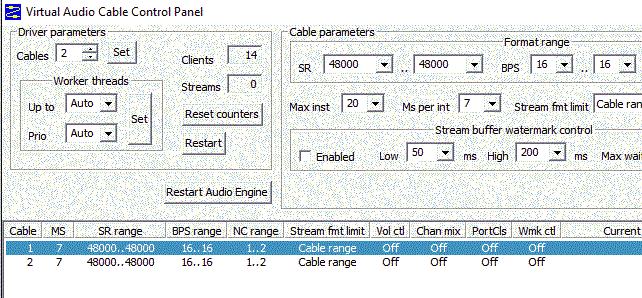 Virtual Audio Cable Control Panel
Driver parameters
Cables 2 Set
Clients 14
Streams 0
Worker threads
Up to Auto
Prio Auto
Set
Reset counters
Restart
Restart Audio Engine
Cable parameters
Format range
SR 48000 .. 48000 BPS 16 .. 16
Max inst 20 Ms per int 7 Stream fmt limit Cable ran
Stream buffer watermark control
Enabled Low 50 ms High 200 ms Max wai
Cable MS SR range BPS range NC range Stream fmt limit Vol ctl Chan mix PortCls Wmk ctl Current
1 7 48000..48000 16..16 1..2 Cable range Off Off Off Off
2 7 48000..48000 16..16 1..2 Cable range Off Off Off Off